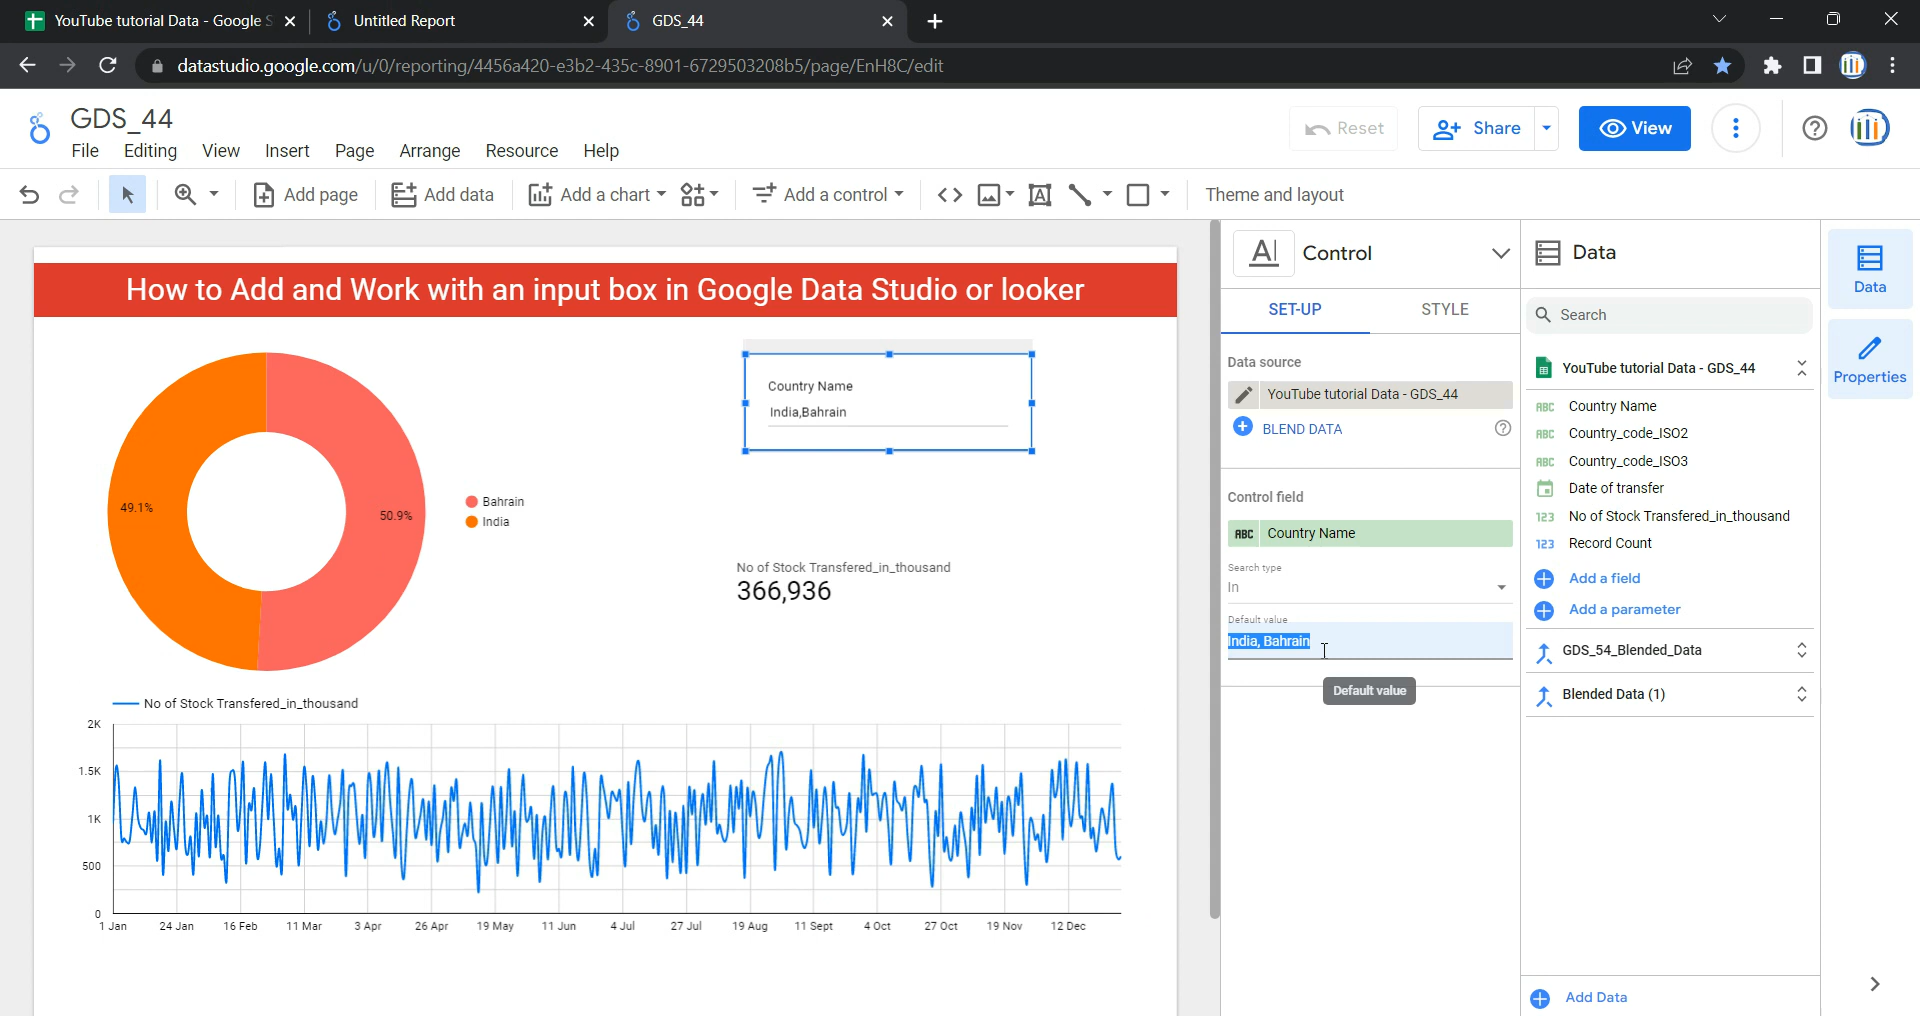 YouTube tutorial Data - Google S
Untitled Report
GDS_44
datastudio.google.com/u/0/reporting/4456a420-e3b2-435c-8901-6729503208b5/page/EnH8C/edit
GDS_44
File Editing View Insert Page Arrange Resource Help
Reset
Share
View
Add page
Add data
Add a chart
Add a control
Theme and layout
How to Add and Work with an input box in Google Data Studio or looker
Country Name
India,Bahrain
49.1%
50.9%
Bahrain
India
No of Stock Transfered_in_thousand
366,936
No of Stock Transfered_in_thousand
2K
1.5K
1K
500
0
1 Jan 24 Jan 16 Feb 11 Mar 3 Apr 26 Apr 19 May 11 Jun 4 Jul 27 Jul 19 Aug 11 Sept 4 Oct 27 Oct 19 Nov 12 Dec
Control
SET-UP STYLE
Data source
YouTube tutorial Data - GDS_44
BLEND DATA
Control field
ABC Country Name
Search type
In
Default value
India, Bahrain
Default value
Data
Search
YouTube tutorial Data - GDS_44
ABC Country Name
ABC Country_code_ISO2
ABC Country_code_ISO3
Date of transfer
123 No of Stock Transfered_in_thousand
123 Record Count
Add a field
Add a parameter
GDS_54_Blended_Data
Blended Data (1)
Add Data
Data
Properties